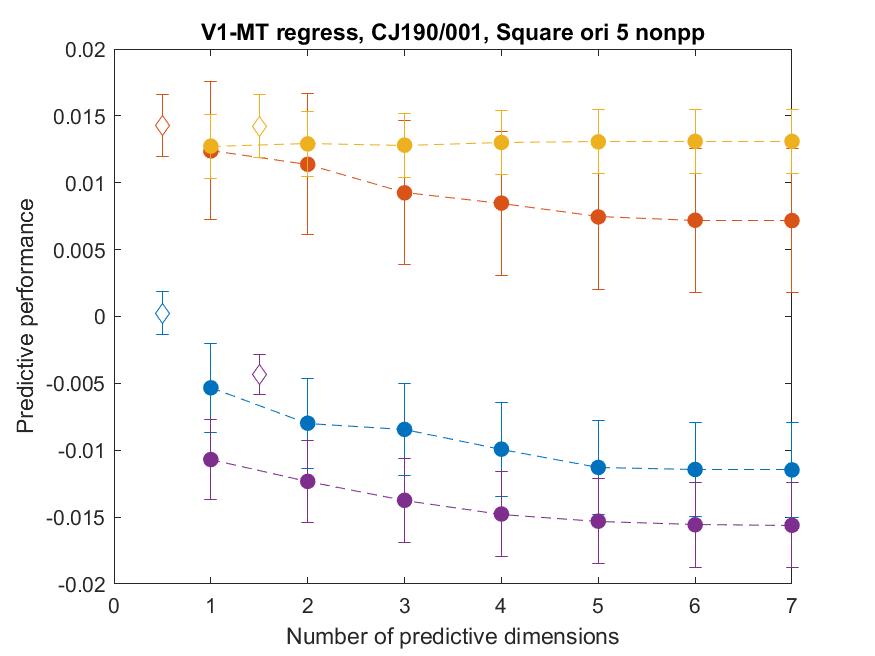 V1-MT regress, CJ190/001, Square ori 5 nonpp
0.02
0.015
0.01
0.005
0
-0.005
-0.01
-0.015
-0.02
Predictive performance
0 1 2 3 4 5 6 7
Number of predictive dimensions